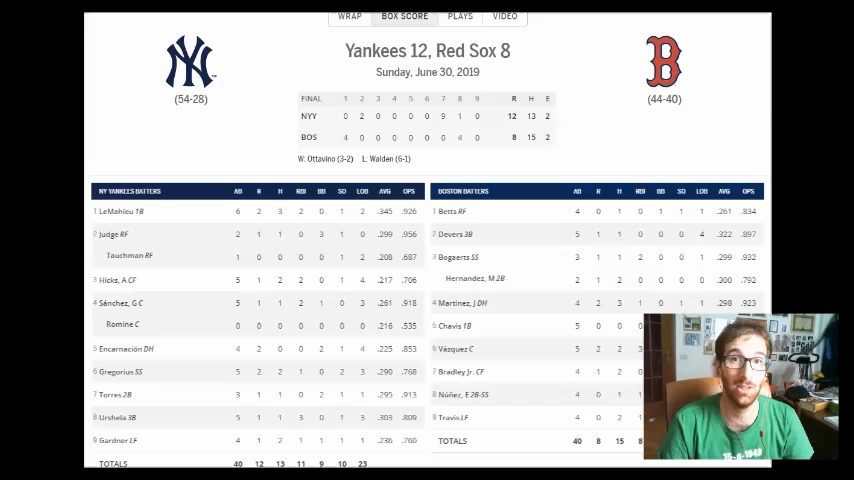 WRAP BOX SCORE PLAYS VIDEO
Yankees 12, Red Sox 8
Sunday, June 30, 2019
(54-28)
(44-40)
FINAL 1 2 3 4 5 6 7 8 9 R H E
NYY 0 2 0 0 0 0 9 1 0 12 13 2
BOS 4 0 0 0 0 0 0 4 0 8 15 2
W: Ottavino (3-2) L: Walden (6-1)
NY YANKEES BATTERS AB R H RBI BB SO LOB AVG OPS
1 LeMahieu 1B 6 2 3 2 0 1 2 .345 .926
2 Judge RF 2 1 1 0 3 1 0 .299 .956
Tauchman RF 1 0 0 0 0 1 2 .208 .687
3 Hicks, A CF 5 1 2 2 0 1 4 .217 .706
4 Sánchez, G C 5 1 1 2 1 0 3 .261 .918
Romine C 0 0 0 0 0 0 0 .216 .535
5 Encarnación DH 4 2 0 0 2 1 4 .225 .853
6 Gregorius SS 5 2 2 1 0 2 3 .290 .768
7 Torres 2B 3 1 1 0 2 1 1 .295 .913
8 Urshela 3B 5 1 1 3 0 1 3 .303 .809
9 Gardner LF 4 1 2 1 1 1 1 .236 .760
TOTALS 40 12 13 11 9 10 23
BOSTON BATTERS AB R H RBI BB SO LOB AVG OPS
1 Betts RF 4 0 1 0 1 1 1 .261 .834
2 Devers 3B 5 1 1 0 0 0 4 .322 .897
3 Bogaerts SS 3 1 1 2 0 0 1 .299 .932
Hernandez, M 2B 2 1 2 0 0 0 0 .300 .792
4 Martinez, J DH 4 2 3 1 0 1 1 .298 .923
5 Chavis 1B 5 0 0
6 Vázquez C 5 2 2 3
7 Bradley Jr. CF 4 1 2 0
8 Núñez, E 2B-SS 4 0 1 1
9 Travis LF 4 0 2 1
TOTALS 40 8 15 8